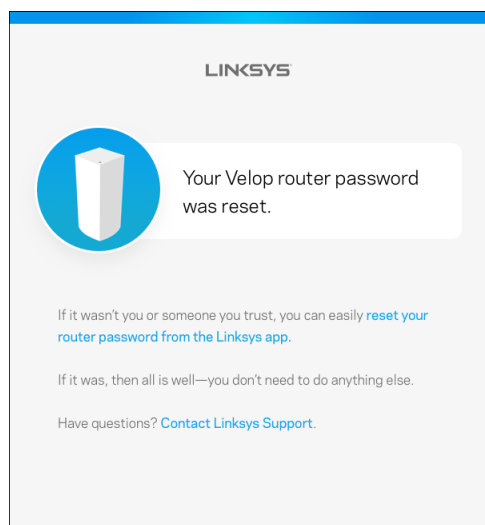 LINKSYS
Your Velop router password
was reset.
If it wasn't you or someone you trust, you can easily reset your
router password from the Linksys app.
If it was, then all is well—you don't need to do anything else.
Have questions? Contact Linksys Support.